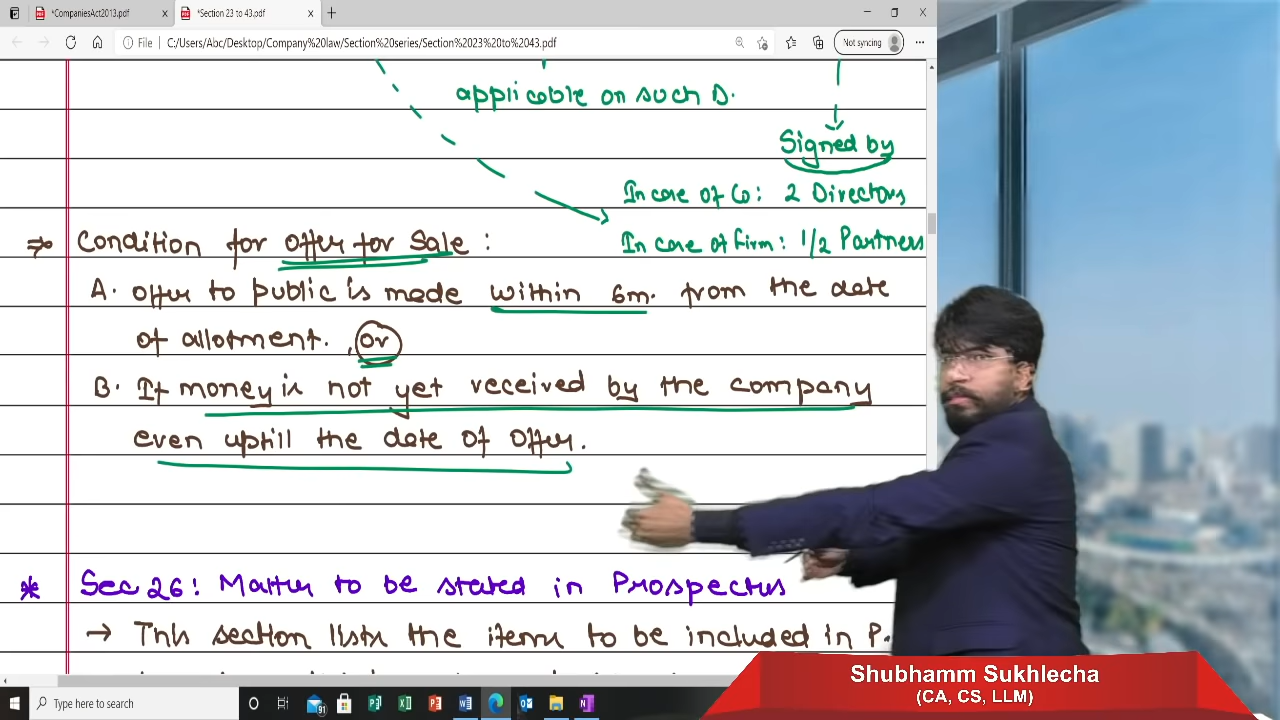 *CompaniesAct2013.pdf
*Section 23 to 43.pdf
File
C:/Users/Abc/Desktop/Company%20law/Section%20series/Section%2023%20to%2043.pdf
Not syncing
applicable on such D.
Signed by
In case of Co: 2 Directors
In case of Firm: 1/2 Partners
⇒ Condition for offer for Sale :
A. Offer to public is made within 6m. from the date
of allotment. , or
B. If money is not yet received by the company
even uptill the date of offer.
* Sec 26: Matter to be stated in Prospectus
→ This section lists the items to be included in P.
Shubhamm Sukhlecha
(CA, CS, LLM)
Type here to search
91